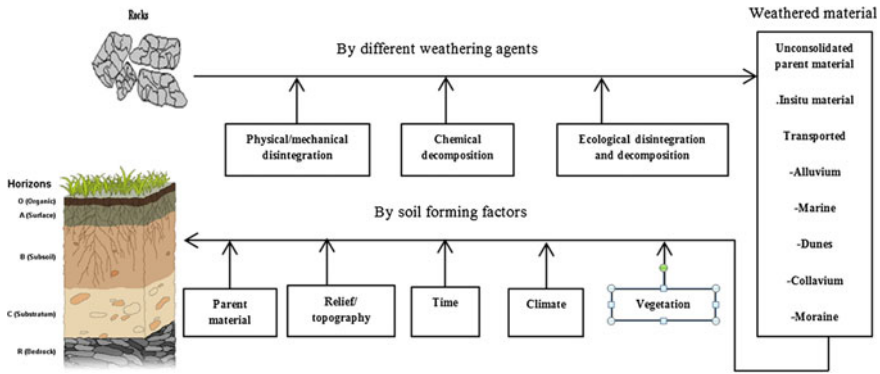 Rocks
By different weathering agents
Physical/mechanical
disintegration
Chemical
decomposition
Ecological disintegration
and decomposition
Weathered material
Unconsolidated
parent material
.Insitu material
Transported
-Alluvium
-Marine
-Dunes
-Collavium
-Moraine
Horizons
O (Organic)
A (Surface)
B (Subsoil)
C (Substratum)
R (Bedrock)
By soil forming factors
Parent
material
Relief/
topography
Time
Climate
Vegetation